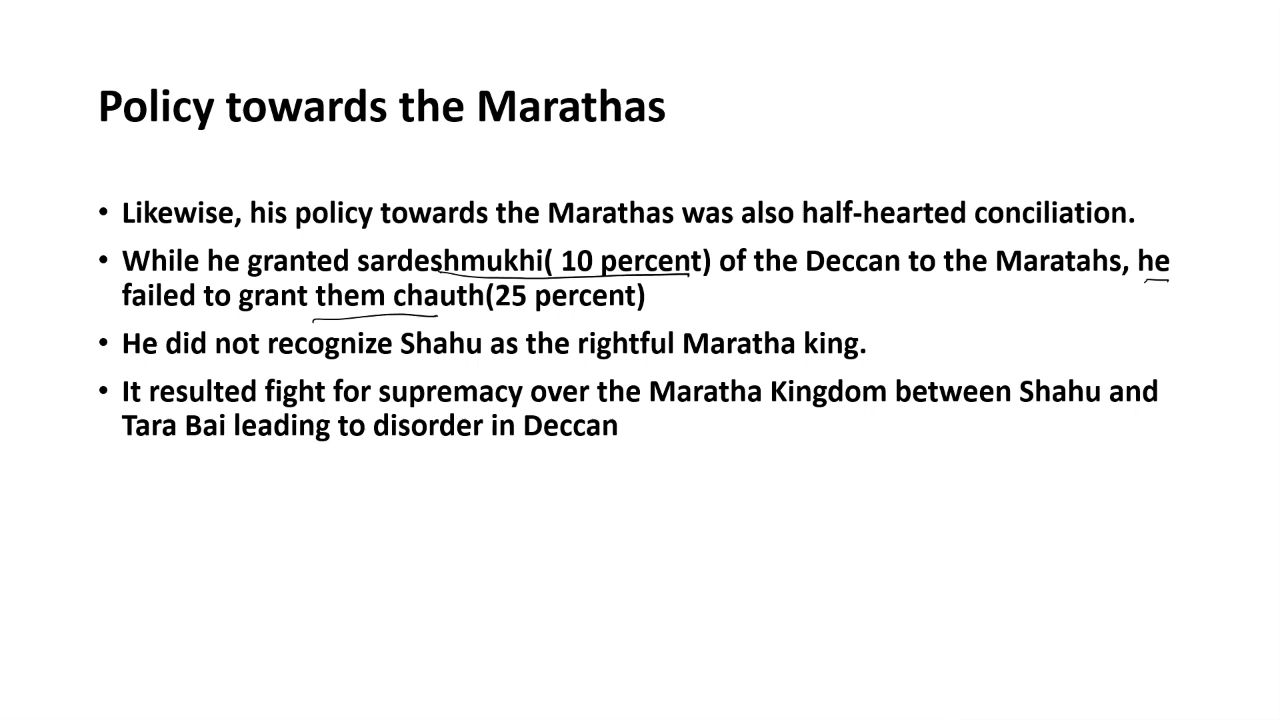 Policy towards the Marathas
• Likewise, his policy towards the Marathas was also half-hearted conciliation.
• While he granted sardeshmukhi( 10 percent) of the Deccan to the Maratahs, he
failed to grant them chauth(25 percent)
• He did not recognize Shahu as the rightful Maratha king.
• It resulted fight for supremacy over the Maratha Kingdom between Shahu and
Tara Bai leading to disorder in Deccan